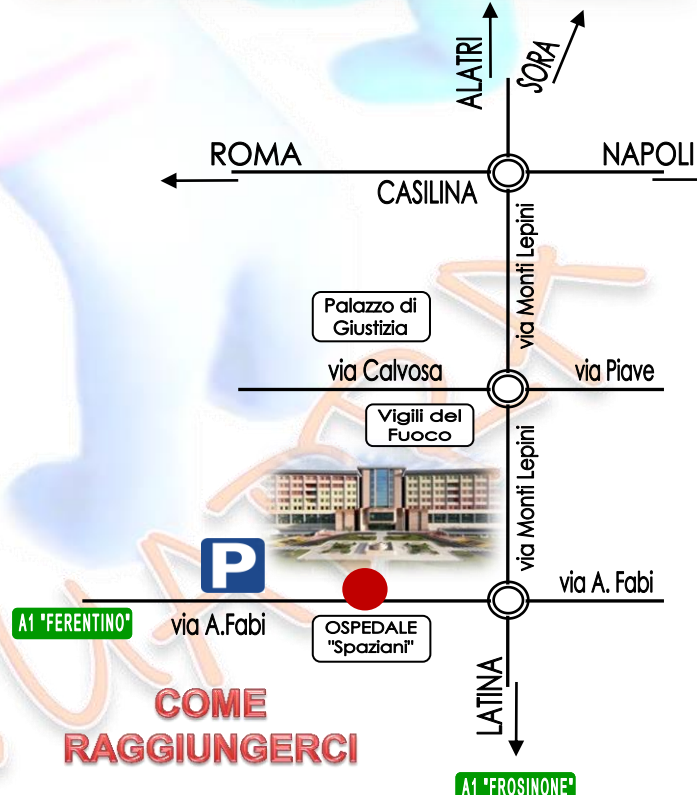 ALATRI
SORA
ROMA
NAPOLI
CASILINA
via Monti Lepini
Palazzo di
Giustizia
via Calvosa
via Piave
Vigili del
Fuoco
via Monti Lepini
P
via A. Fabi
A1 "FERENTINO"
via A.Fabi
OSPEDALE
"Spaziani"
LATINA
COME
RAGGIUNGERCI
A1 "FROSINONE"